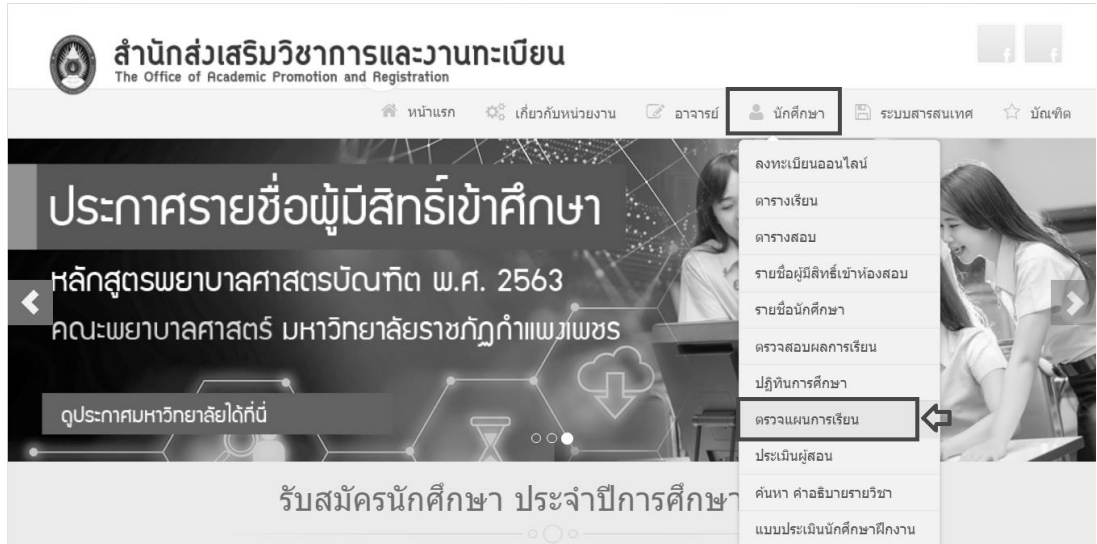 สำนักส่งเสริมวิชาการและงานทะเบียน
The Office of Academic Promotion and Registration
หน้าแรก เกี่ยวกับหน่วยงาน อาจารย์ นักศึกษา ระบบสารสนเทศ บัณฑิต
ประกาศรายชื่อผู้มีสิทธิ์เข้าศึกษา
หลักสูตรพยาบาลศาสตรบัณฑิต พ.ศ. 2563
คณะพยาบาลศาสตร์ มหาวิทยาลัยราชภัฏกำแพงเพชร
ดูประกาศมหาวิทยาลัยได้ที่นี่
ลงทะเบียนออนไลน์
ตารางเรียน
ตารางสอบ
รายชื่อผู้มีสิทธิ์เข้าห้องสอบ
รายชื่อนักศึกษา
ตรวจสอบผลการเรียน
ปฏิทินการศึกษา
ตรวจแผนการเรียน
ประเมินผู้สอน
ค้นหา คำอธิบายรายวิชา
แบบประเมินนักศึกษาฝึกงาน
รับสมัครนักศึกษา ประจำปีการศึกษา